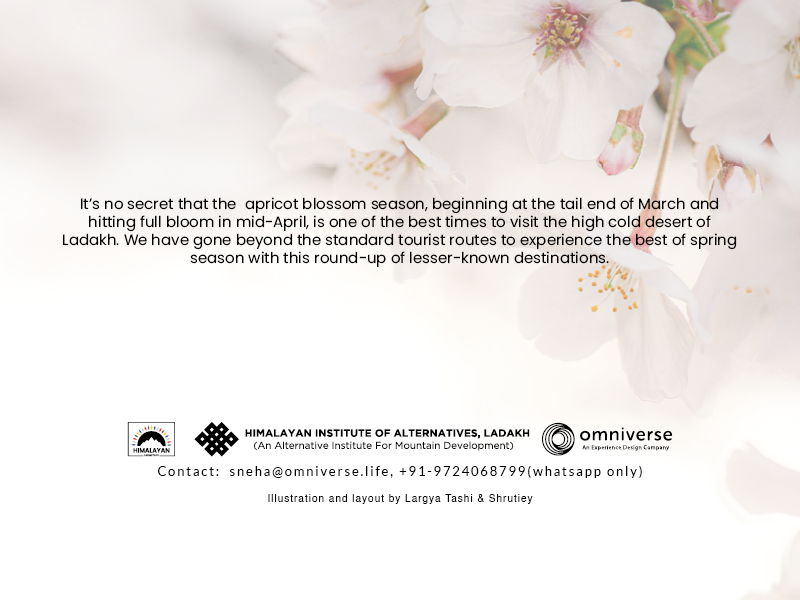 It's no secret that the  apricot blossom season, beginning at the tail end of March and
hitting full bloom in mid-April, is one of the best times to visit the high cold desert of
Ladakh. We have gone beyond the standard tourist routes to experience the best of spring
season with this round-up of lesser-known destinations.
HIMALAYAN
HIMALAYAN INSTITUTE OF ALTERNATIVES, LADAKH
(An Alternative Institute For Mountain Development)
omniverse
An Experience Design Company
Contact: sneha@omniverse.life, +91-9724068799(whatsapp only)
Illustration and layout by Largya Tashi & Shrutiey